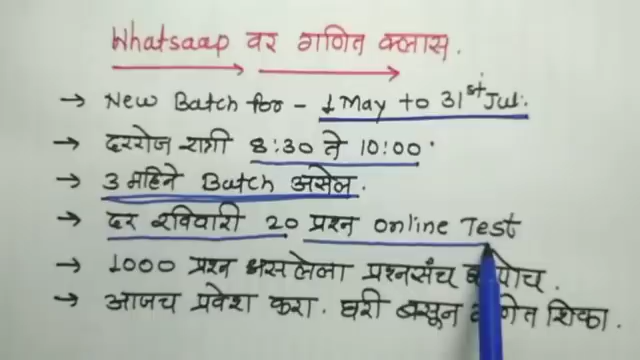 Whatsaap वर गणित क्लास.
→ New Batch for - 1 May to 31st Jul.
→ दररोज रात्री 8:30 ते 10:00
→ 3 महिने Batch असेल.
→ दर रविवारी 20 प्रश्न online Test
→ 1000 प्रश्न असलेला प्रश्नसंच
→ आजच प्रवेश करा. घरी बसून गणित शिका.